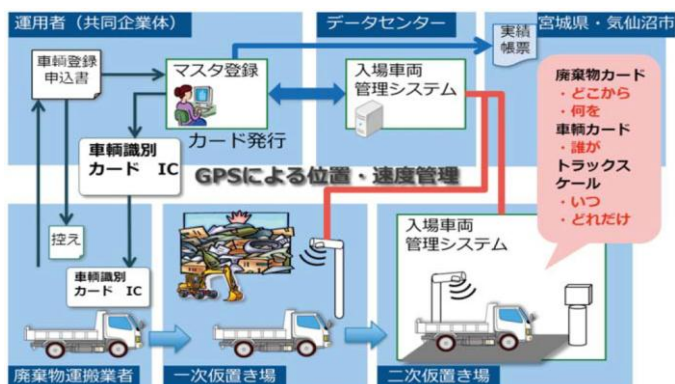 運用者（共同企業体）
データセンター
宮城県・気仙沼市
車輌登録
申込書
マスタ登録
カード発行
入場車両
管理システム
実績
帳票
廃棄物カード
・どこから
・何を
車輌カード
・誰が
トラックス
ケール
・いつ
・どれだけ
車輌識別
カード IC
GPSによる位置・速度管理
控え
車輌識別
カード IC
入場車両
管理システム
廃棄物運搬業者
一次仮置き場
二次仮置き場